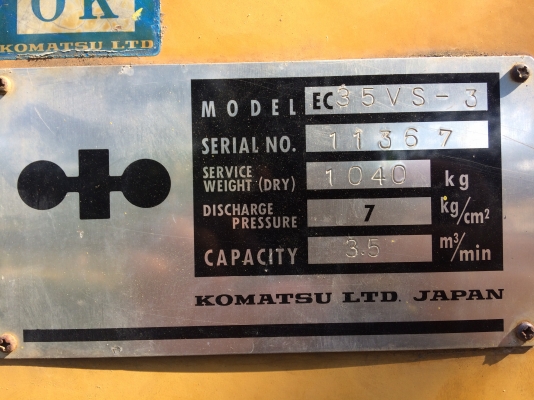 OK
KOMATSU LTD.
MODEL EC35VS-3
SERIAL NO. 11367
SERVICE
WEIGHT (DRY) 1040 kg
DISCHARGE
PRESSURE 7 kg/cm²
CAPACITY 3.5 m³/min
KOMATSU LTD. JAPAN